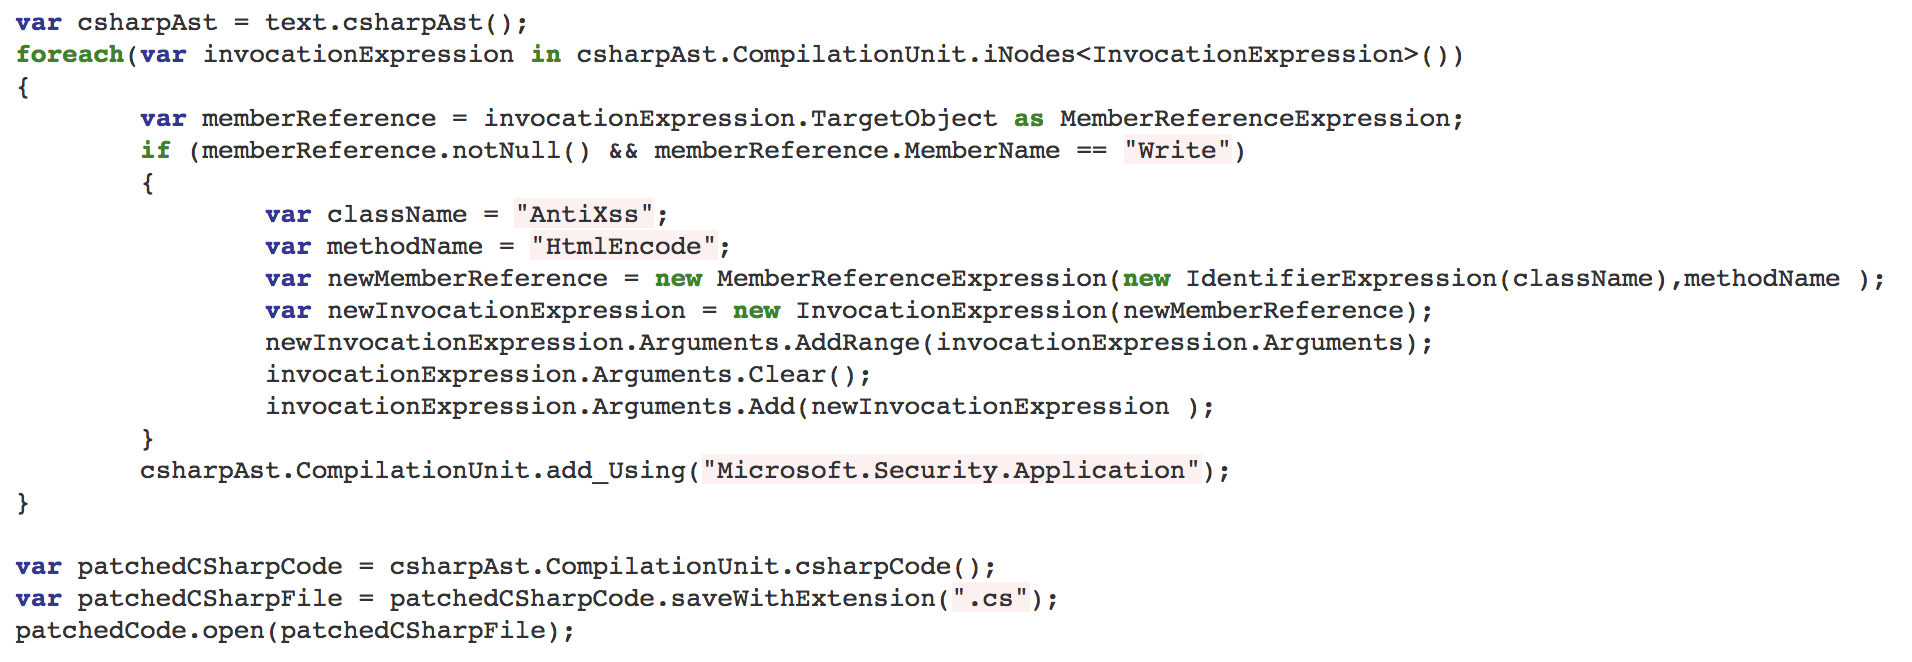 var csharpAst = text.csharpAst();
foreach(var invocationExpression in csharpAst.CompilationUnit.iNodes<InvocationExpression>())
{
        var memberReference = invocationExpression.TargetObject as MemberReferenceExpression;
        if (memberReference.notNull() && memberReference.MemberName == "Write")
        {
                var className = "AntiXss";
                var methodName = "HtmlEncode";
                var newMemberReference = new MemberReferenceExpression(new IdentifierExpression(className),methodName );
                var newInvocationExpression = new InvocationExpression(newMemberReference);
                newInvocationExpression.Arguments.AddRange(invocationExpression.Arguments);
                invocationExpression.Arguments.Clear();
                invocationExpression.Arguments.Add(newInvocationExpression );
        }
        csharpAst.CompilationUnit.add_Using("Microsoft.Security.Application");
}

var patchedCSharpCode = csharpAst.CompilationUnit.csharpCode();
var patchedCSharpFile = patchedCSharpCode.saveWithExtension(".cs");
patchedCode.open(patchedCSharpFile);